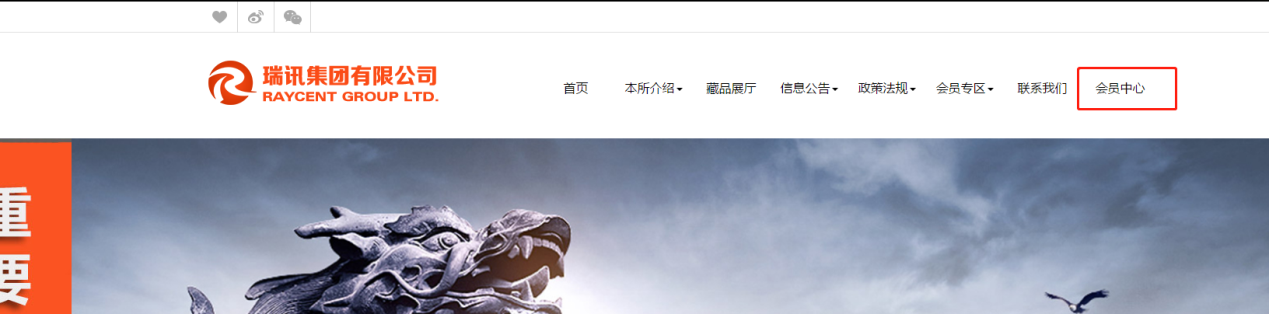 瑞讯集团有限公司
RAYCENT GROUP LTD.
首页 本所介绍 藏品展厅 信息公告 政策法规 会员专区 联系我们 会员中心
重
要